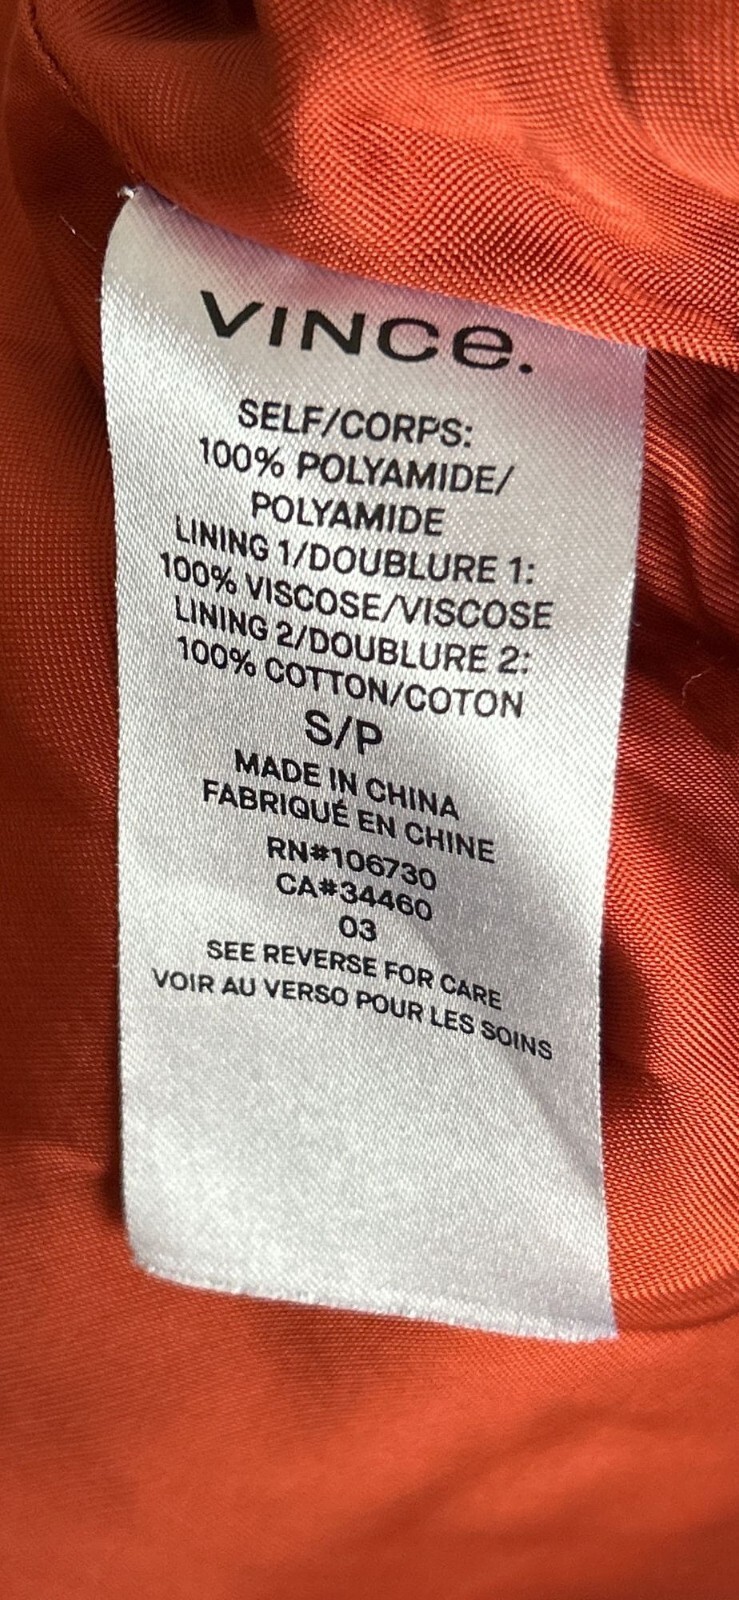 VINCe.
SELF/CORPS:
100% POLYAMIDE/
POLYAMIDE
LINING 1/DOUBLURE 1:
100% VISCOSE/VISCOSE
LINING 2/DOUBLURE 2:
100% COTTON/COTON
S/P
MADE IN CHINA
FABRIQUÉ EN CHINE
RN#106730
CA#34460
03
SEE REVERSE FOR CARE
VOIR AU VERSO POUR LES SOINS